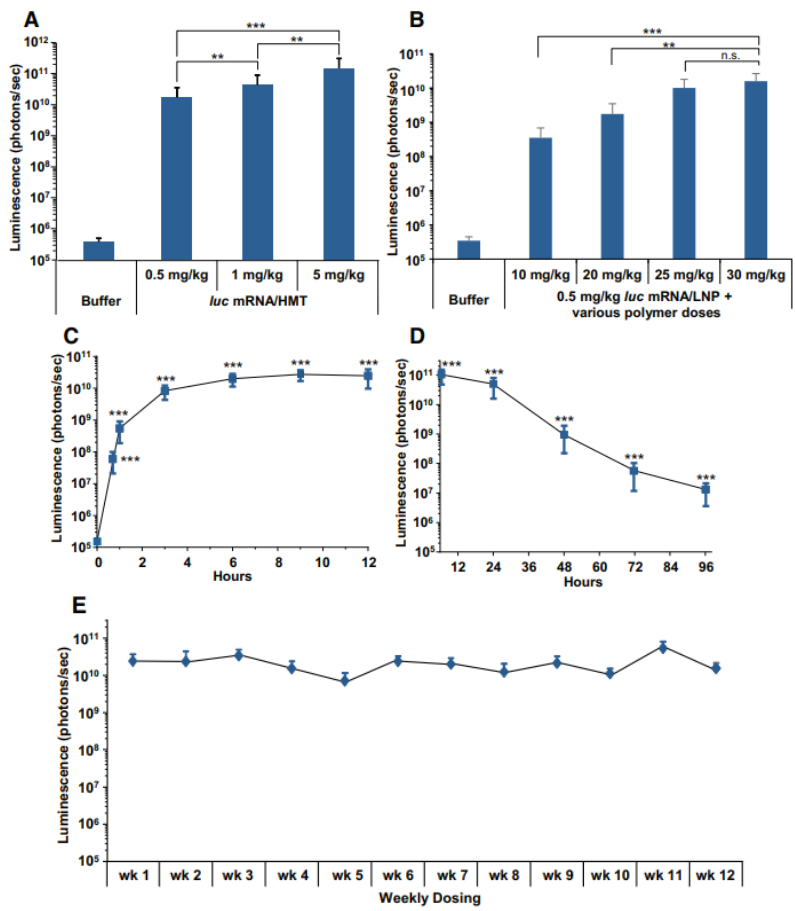 A
Luminescence (photons/sec)
10¹²
10¹¹
10¹⁰
10⁹
10⁸
10⁷
10⁶
10⁵
***
**
**
0.5 mg/kg 1 mg/kg 5 mg/kg
Buffer luc mRNA/HMT
B
Luminescence (photons/sec)
10¹¹
10¹⁰
10⁹
10⁸
10⁷
10⁶
10⁵
***
**
n.s.
10 mg/kg 20 mg/kg 25 mg/kg 30 mg/kg
Buffer 0.5 mg/kg luc mRNA/LNP +
various polymer doses
C
Luminescence (photons/sec)
10¹¹
10¹⁰
10⁹
10⁸
10⁷
10⁶
10⁵
*** *** *** *** *** ***
0 2 4 6 8 10 12
Hours
D
Luminescence (photons/sec)
10¹¹
10¹⁰
10⁹
10⁸
10⁷
10⁶
10⁵
*** *** *** *** ***
12 24 36 48 60 72 84 96
Hours
E
Luminescence (photons/sec)
10¹¹
10¹⁰
10⁹
10⁸
10⁷
10⁶
10⁵
wk 1 wk 2 wk 3 wk 4 wk 5 wk 6 wk 7 wk 8 wk 9 wk 10 wk 11 wk 12
Weekly Dosing